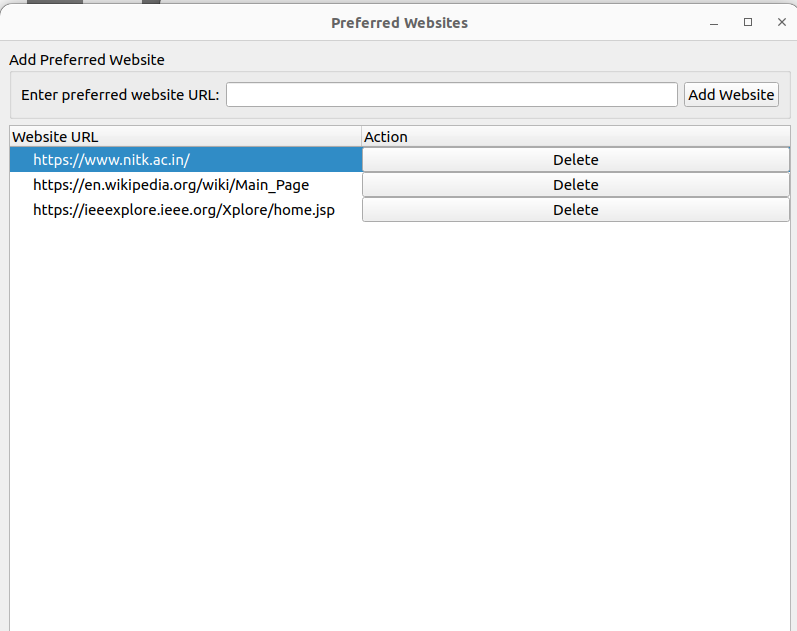 Preferred Websites
Add Preferred Website
Enter preferred website URL: Add Website
Website URL Action
https://www.nitk.ac.in/ Delete
https://en.wikipedia.org/wiki/Main_Page Delete
https://ieeexplore.ieee.org/Xplore/home.jsp Delete